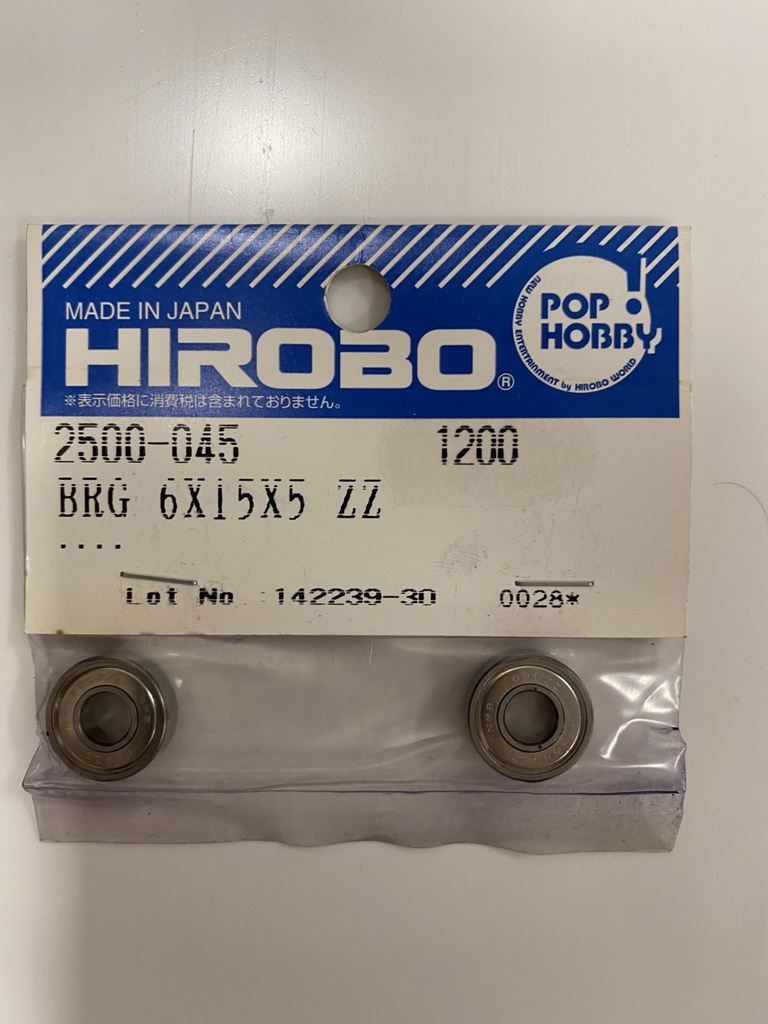 MADE IN JAPAN
HIROBO®
※表示価格に消費税は含まれておりません。
POP!
HOBBY
NEW HOBBY ENTERTAINMENT by HIROBO WORLD
2500-045 1200
BRG 6X15X5 ZZ
....
Lot No :142239-30 0028*
NMB